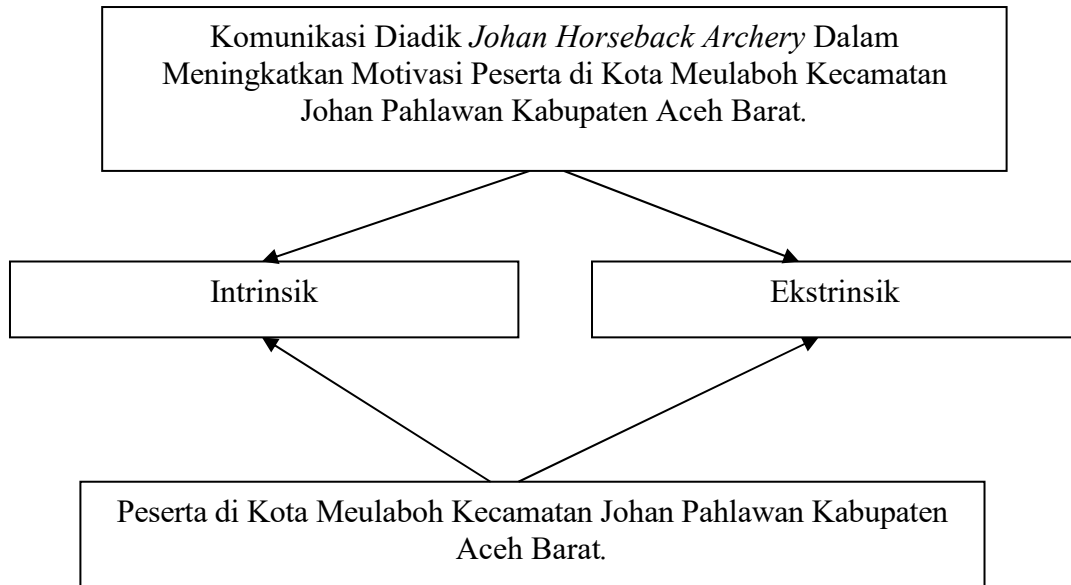 Komunikasi Diadik Johan Horseback Archery Dalam
Meningkatkan Motivasi Peserta di Kota Meulaboh Kecamatan
Johan Pahlawan Kabupaten Aceh Barat.
Intrinsik
Ekstrinsik
Peserta di Kota Meulaboh Kecamatan Johan Pahlawan Kabupaten
Aceh Barat.